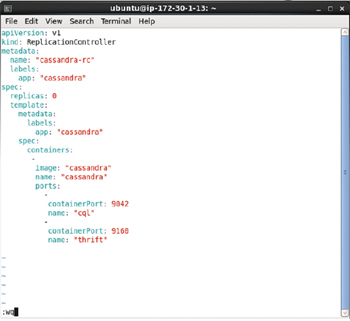 ubuntu@ip-172-30-1-13: ~
File Edit View Search Terminal Help
apiVersion: v1
kind: ReplicationController
metadata:
name: "cassandra-rc"
labels:
app: "cassandra"
spec:
replicas: 0
template:
metadata:
labels:
app: "cassandra"
spec:
containers:
-
image: "cassandra"
name: "cassandra"
ports:
-
containerPort: 9042
name: "cql"
-
containerPort: 9160
name: "thrift"
~
~
~
~
~
:wq